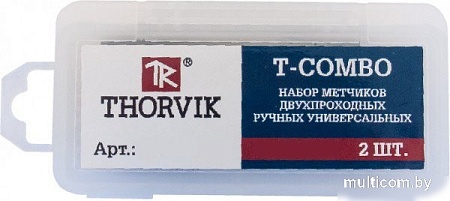 TR®
THORVIK
Арт.:
T-COMBO
НАБОР МЕТЧИКОВ
ДВУХПРОХОДНЫХ
РУЧНЫХ УНИВЕРСАЛЬНЫХ
2 ШТ.
multicom.by